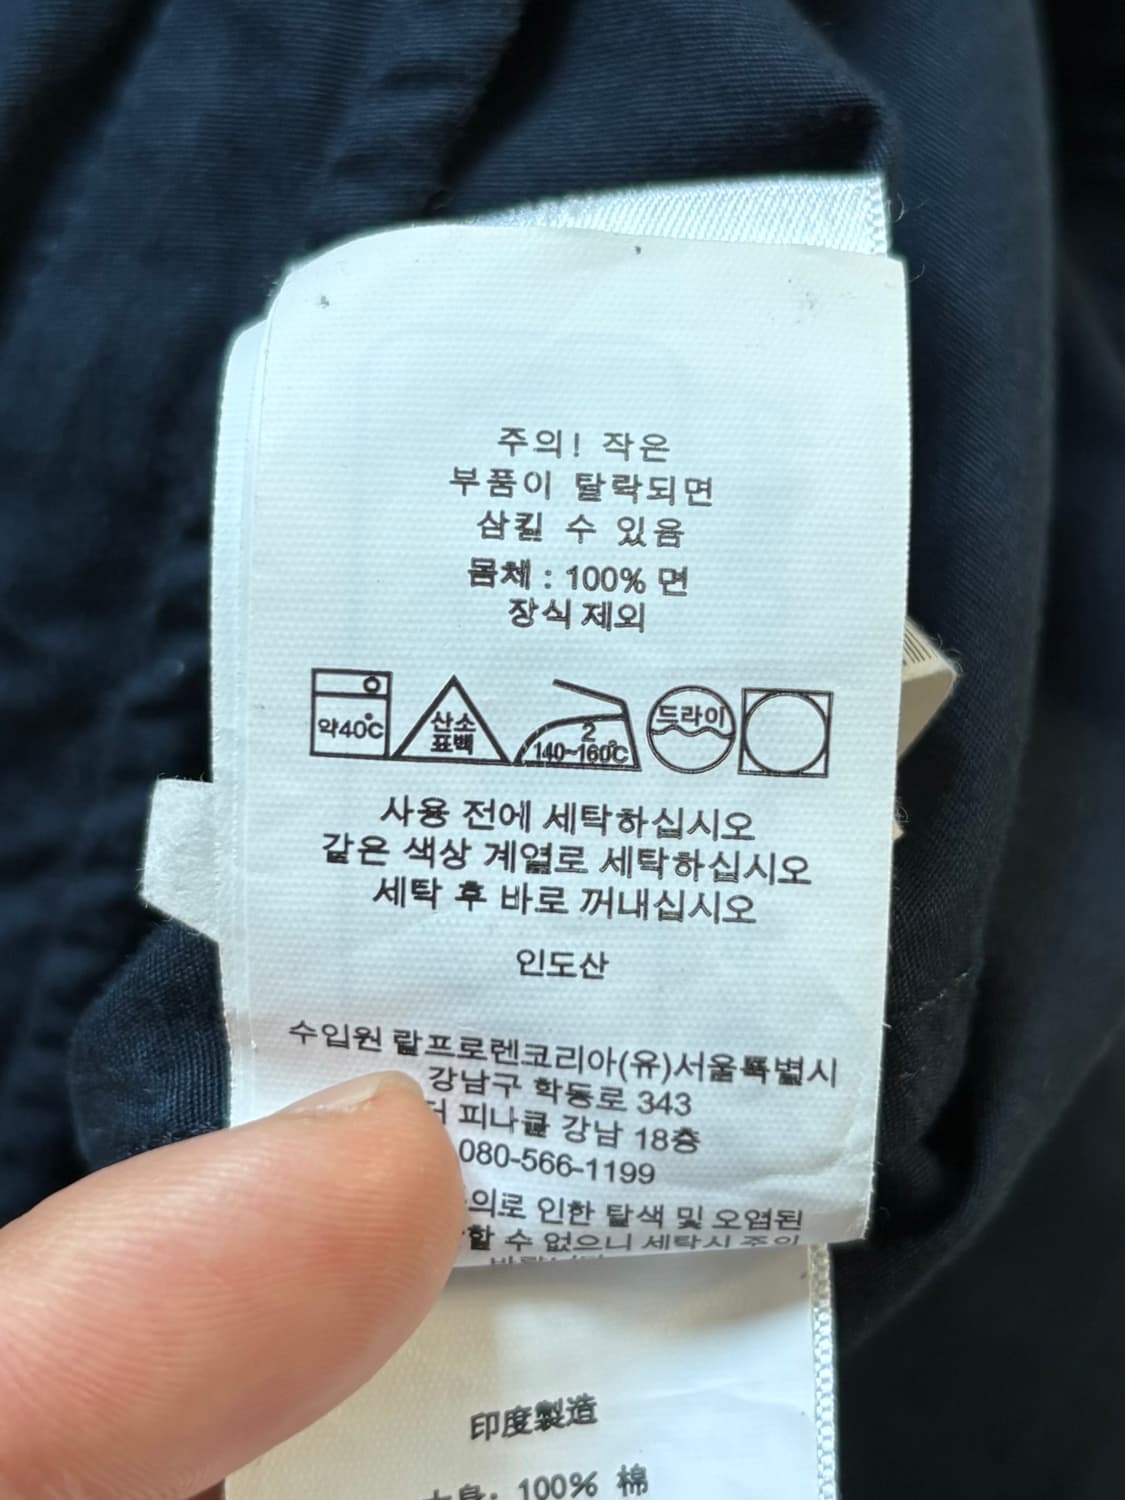 주의! 작은
부품이 탈락되면
삼킬 수 있음
몸체 : 100% 면
장식 제외
약40℃
산소
표백
2
140~160℃
드라이
사용 전에 세탁하십시오
같은 색상 계열로 세탁하십시오
세탁 후 바로 꺼내십시오
인도산
수입원 랄프로렌코리아(유)서울특별시
강남구 학동로 343
피나클 강남 18층
080-566-1199
인한 탈색 및 오염된
수 없으니 세탁시 주의
印度製造
100% 棉